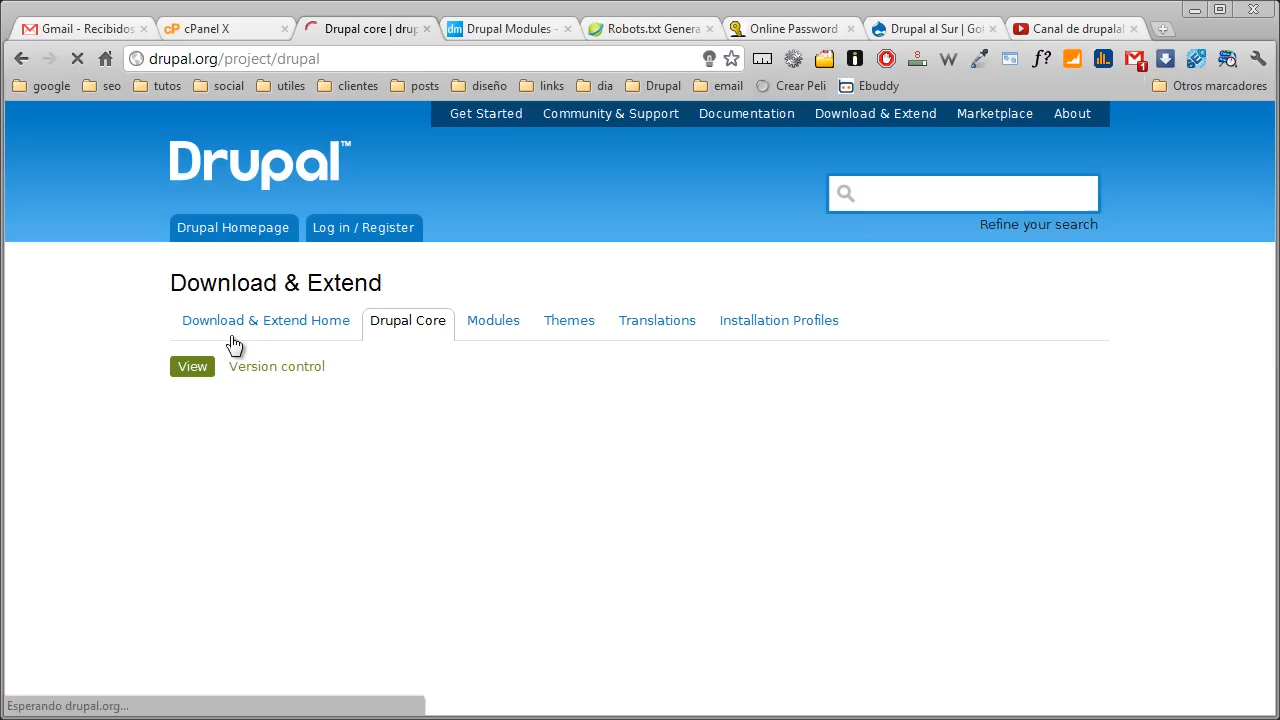 Gmail - Recibidos
cPanel X
Drupal core | drup
Drupal Modules -
Robots.txt Genera
Online Password
Drupal al Sur | Got
Canal de drupalal
drupal.org/project/drupal
W
f?
1
google
seo
tutos
social
utiles
clientes
posts
diseño
links
dia
Drupal
email
Crear Peli
Ebuddy
Otros marcadores
Get Started
Community & Support
Documentation
Download & Extend
Marketplace
About
Drupal™
Refine your search
Drupal Homepage
Log in / Register
Download & Extend
Download & Extend Home
Drupal Core
Modules
Themes
Translations
Installation Profiles
View
Version control
Esperando drupal.org...